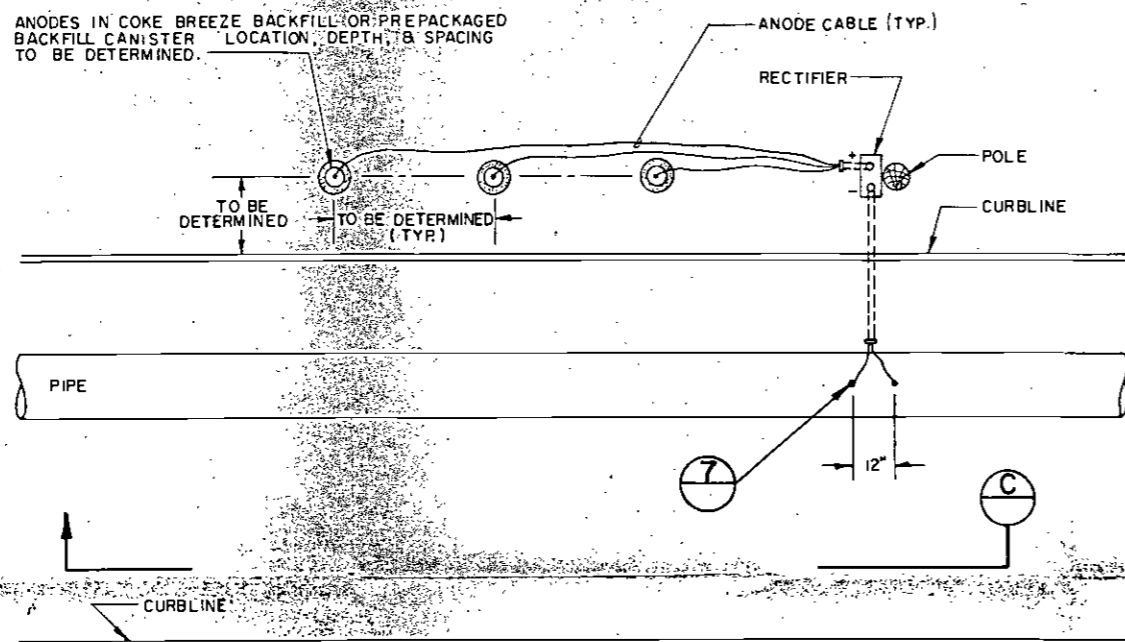 ANODES IN COKE BREEZE BACKFILL OR PREPACKAGED
BACKFILL CANISTER LOCATION, DEPTH, & SPACING
TO BE DETERMINED.
ANODE CABLE (TYP.)
RECTIFIER
+
POLE
-
TO BE
DETERMINED
TO BE DETERMINED
(TYP.)
CURBLINE
PIPE
7
12"
C
CURBLINE